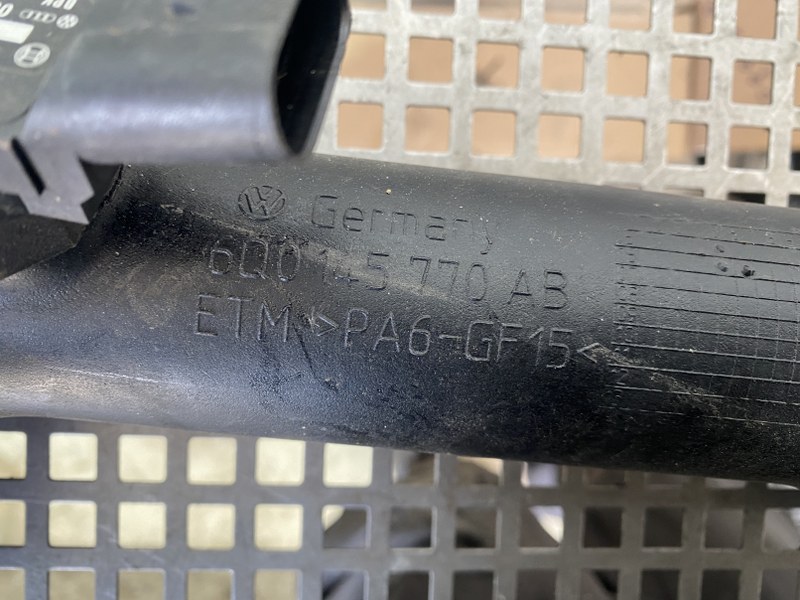 Germany
6Q0 145 770 AB
ETM >PA6-GF15<